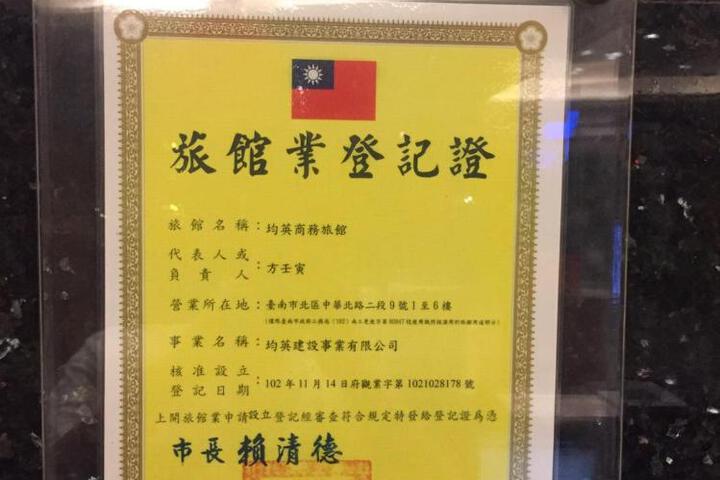 旅館業登記證
旅館名稱：均英商務旅館
代表人或
負責人：方壬寅
營業所在地：臺南市北區中華北路二段9號1至6樓
事業名稱：均英建設事業有限公司
核准設立
登記日期：102年11月14日府觀業字第1021028178號
上開旅館業申請設立登記經審查符合規定特發給登記證為憑
市長賴清德